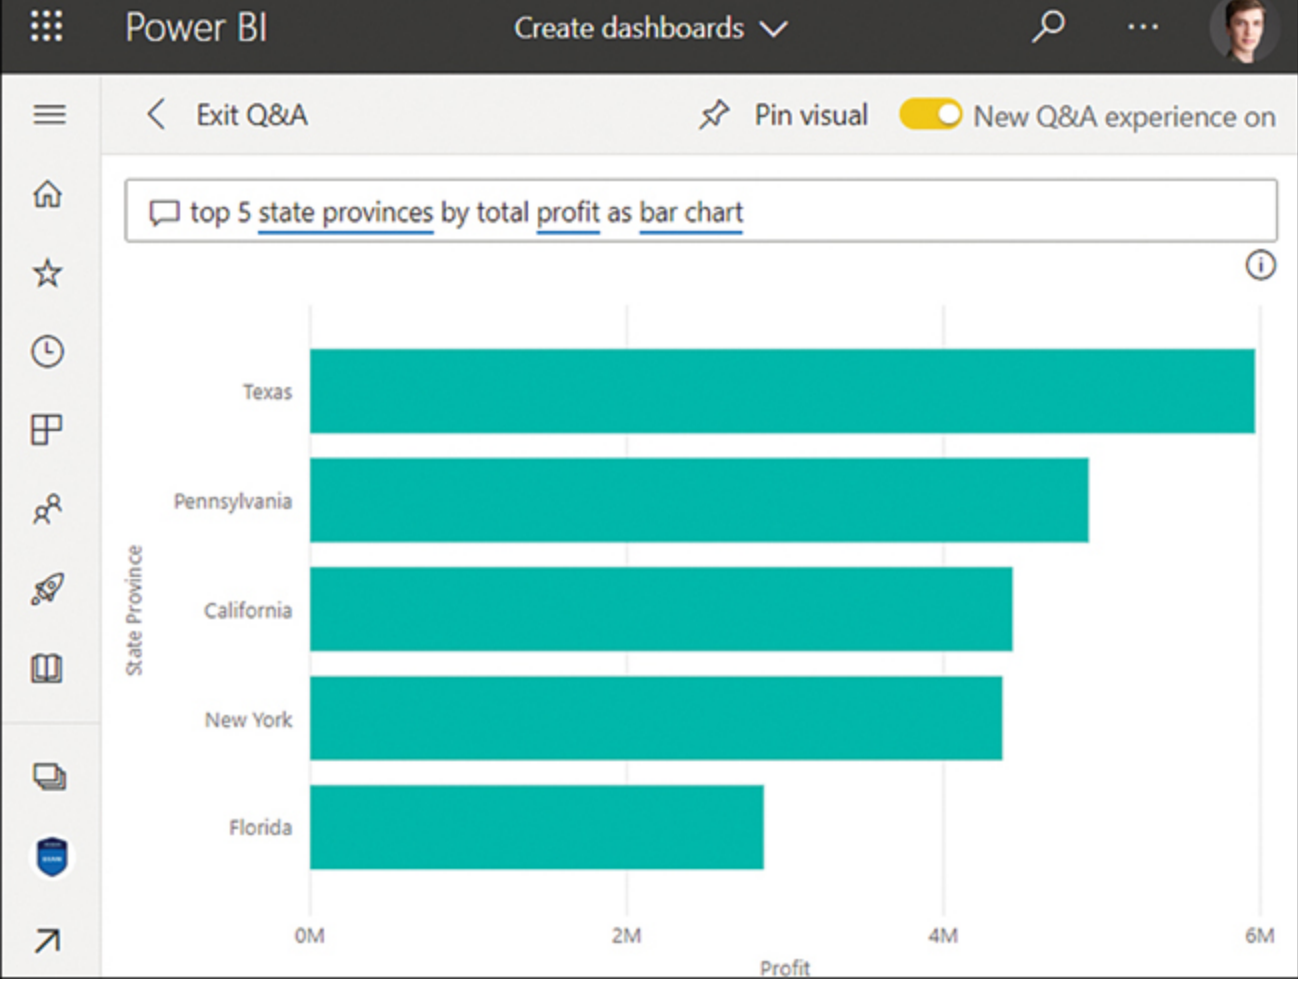 Power BI
Create dashboards
Exit Q&A
Pin visual
New Q&A experience on
top 5 state provinces by total profit as bar chart
State Province
Texas
Pennsylvania
California
New York
Florida
0M 2M 4M 6M
Profit